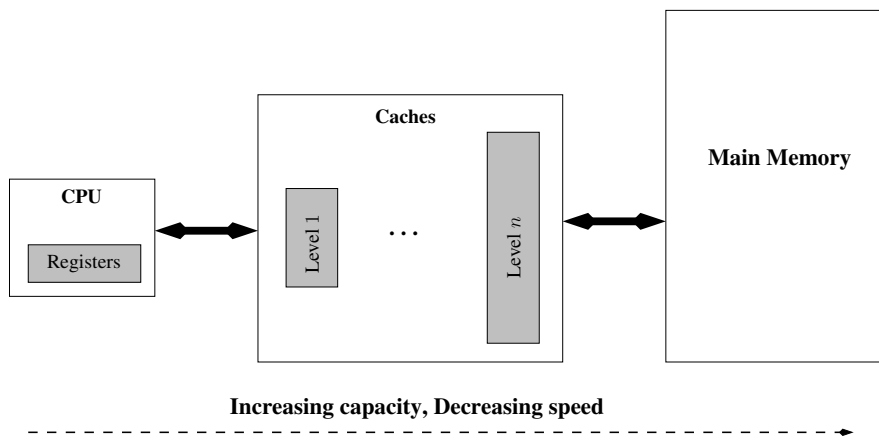 CPU
Registers
Caches
Level 1
...
Level n
Main Memory
Increasing capacity, Decreasing speed